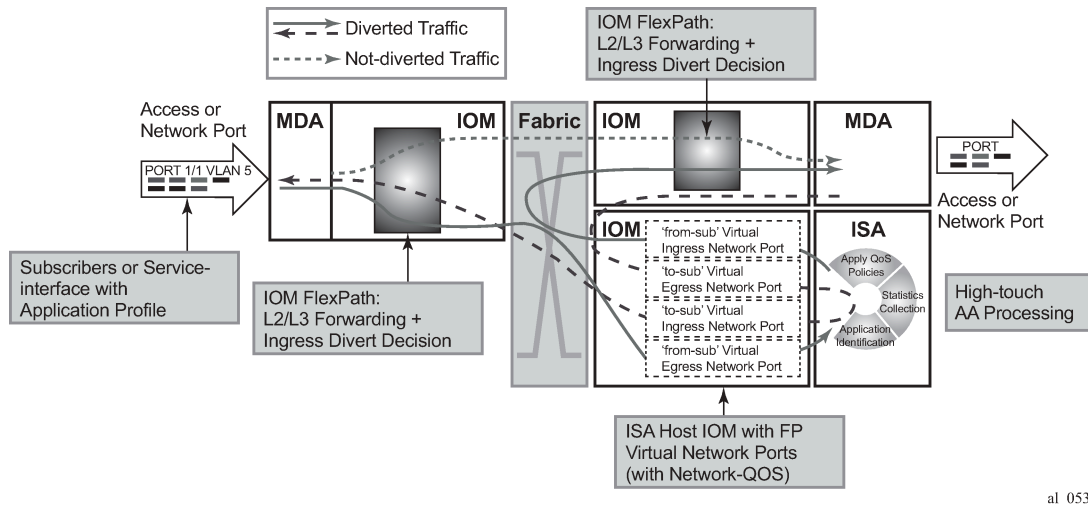 Diverted Traffic
Not-diverted Traffic
IOM FlexPath:
L2/L3 Forwarding +
Ingress Divert Decision
Access or
Network Port
PORT 1/1 VLAN 5
MDA
IOM
Fabric
IOM
MDA
PORT
Access or
Network Port
Subscribers or Service-
interface with
Application Profile
IOM FlexPath:
L2/L3 Forwarding +
Ingress Divert Decision
IOM
'from-sub' Virtual
Ingress Network Port
'to-sub' Virtual
Egress Network Port
'to-sub' Virtual
Ingress Network Port
'from-sub' Virtual
Egress Network Port
ISA
Apply QoS
Policies
Statistics
Collection
Application
Identification
High-touch
AA Processing
ISA Host IOM with FP
Virtual Network Ports
(with Network-QOS)
al_053